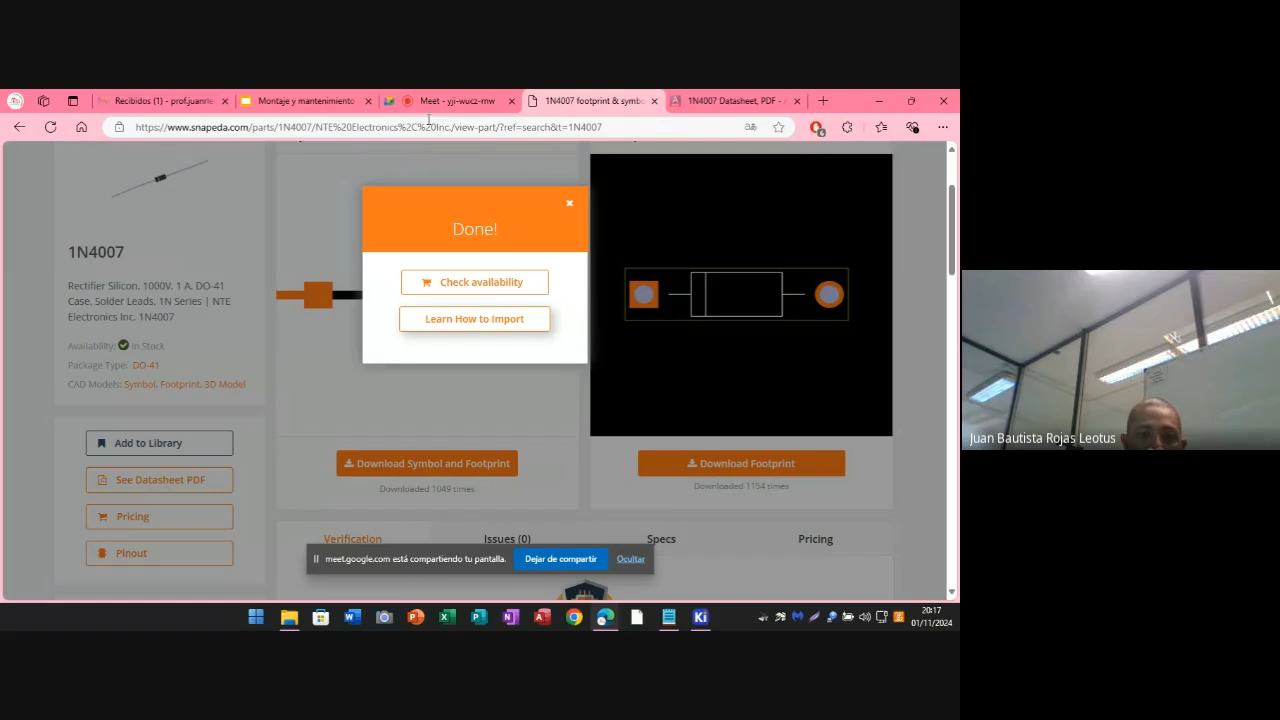 Recibidos (1) - prof.juanrle
Montaje y mantenimiento
Meet - yji-wucz-rnw
1N4007 footprint & symbo
1N4007 Datasheet, PDF - A
https://www.snapeda.com/parts/1N4007/NTE%20Electronics%2C%20Inc./view-part/?ref=search&t=1N4007
Done!
Check availability
Learn How to Import
1N4007
Rectifier Silicon, 1000V, 1 A, DO-41
Case, Solder Leads, 1N Series | NTE
Electronics Inc. 1N4007
Availability: In Stock
Package Type: DO-41
CAD Models: Symbol, Footprint, 3D Model
Add to Library
See Datasheet PDF
Pricing
Pinout
Download Symbol and Footprint
Downloaded 1049 times
Download Footprint
Downloaded 1154 times
Verification
Issues (0)
Specs
Pricing
meet.google.com está compartiendo tu pantalla.
Dejar de compartir
Ocultar
Ki
20:17
01/11/2024
Juan Bautista Rojas Leotus